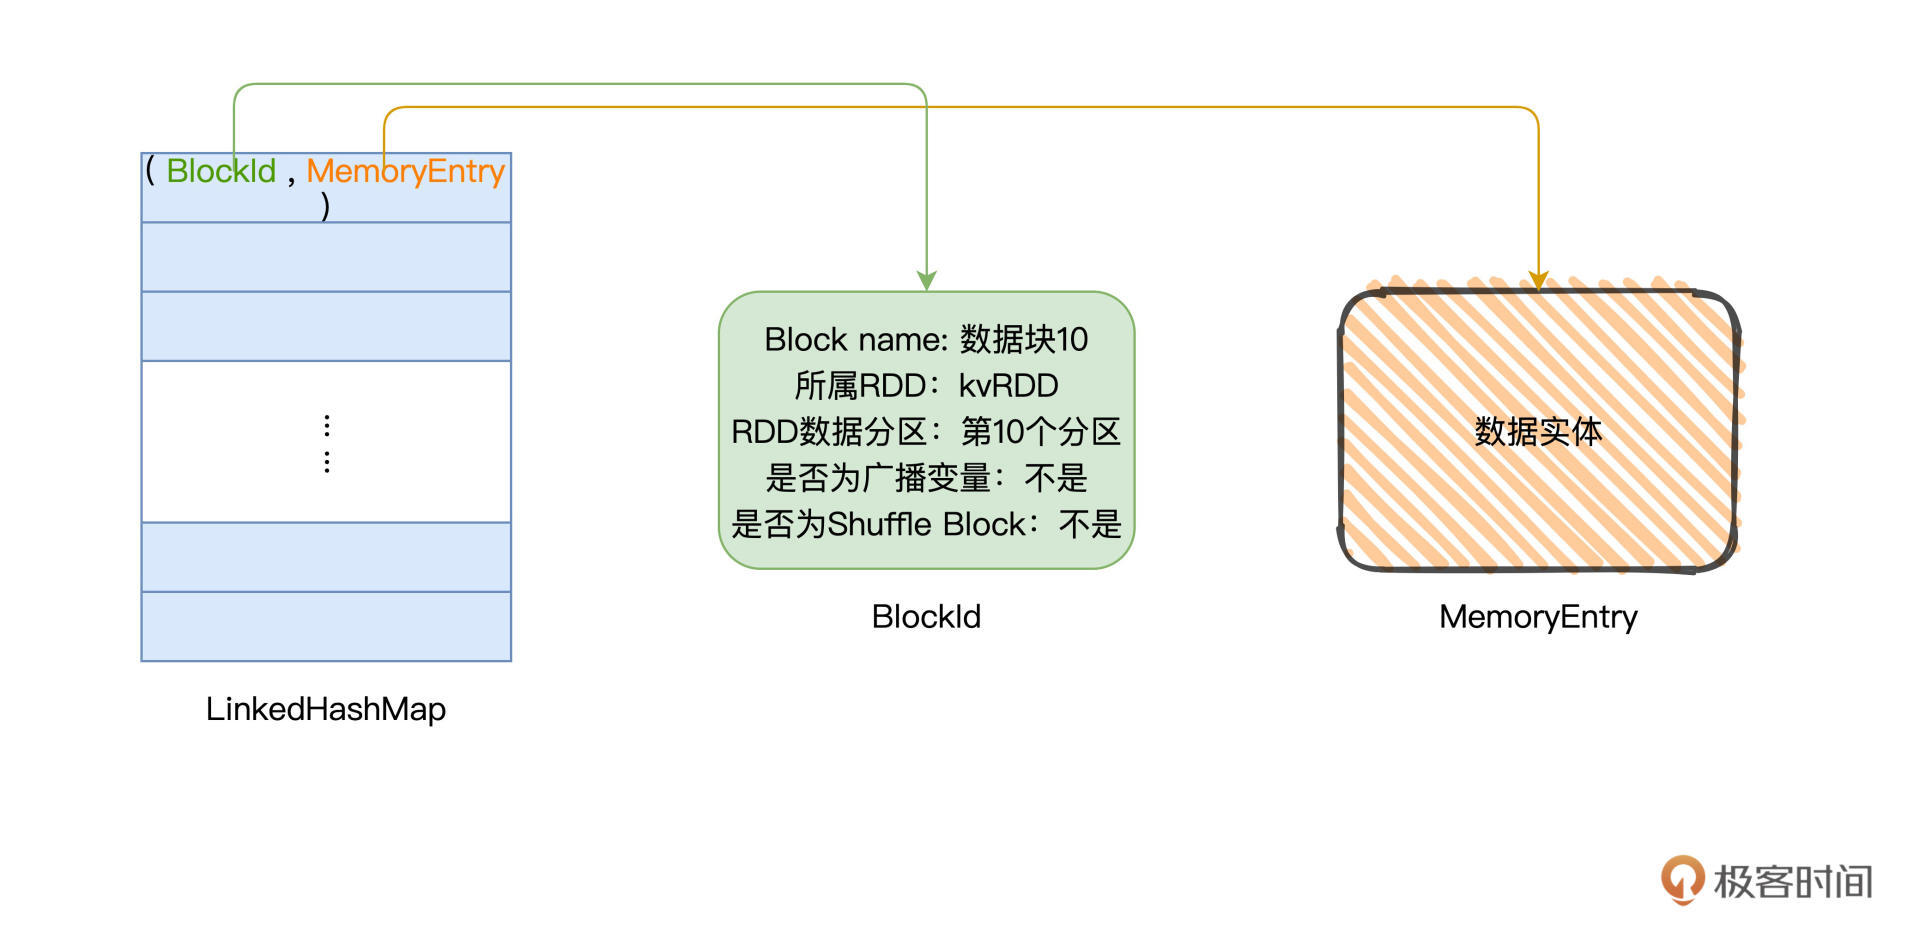 ( BlockId , MemoryEntry
)
⋮
⋮
LinkedHashMap
Block name: 数据块10
所属RDD：kvRDD
RDD数据分区：第10个分区
是否为广播变量：不是
是否为Shuffle Block：不是
BlockId
数据实体
MemoryEntry
极客时间